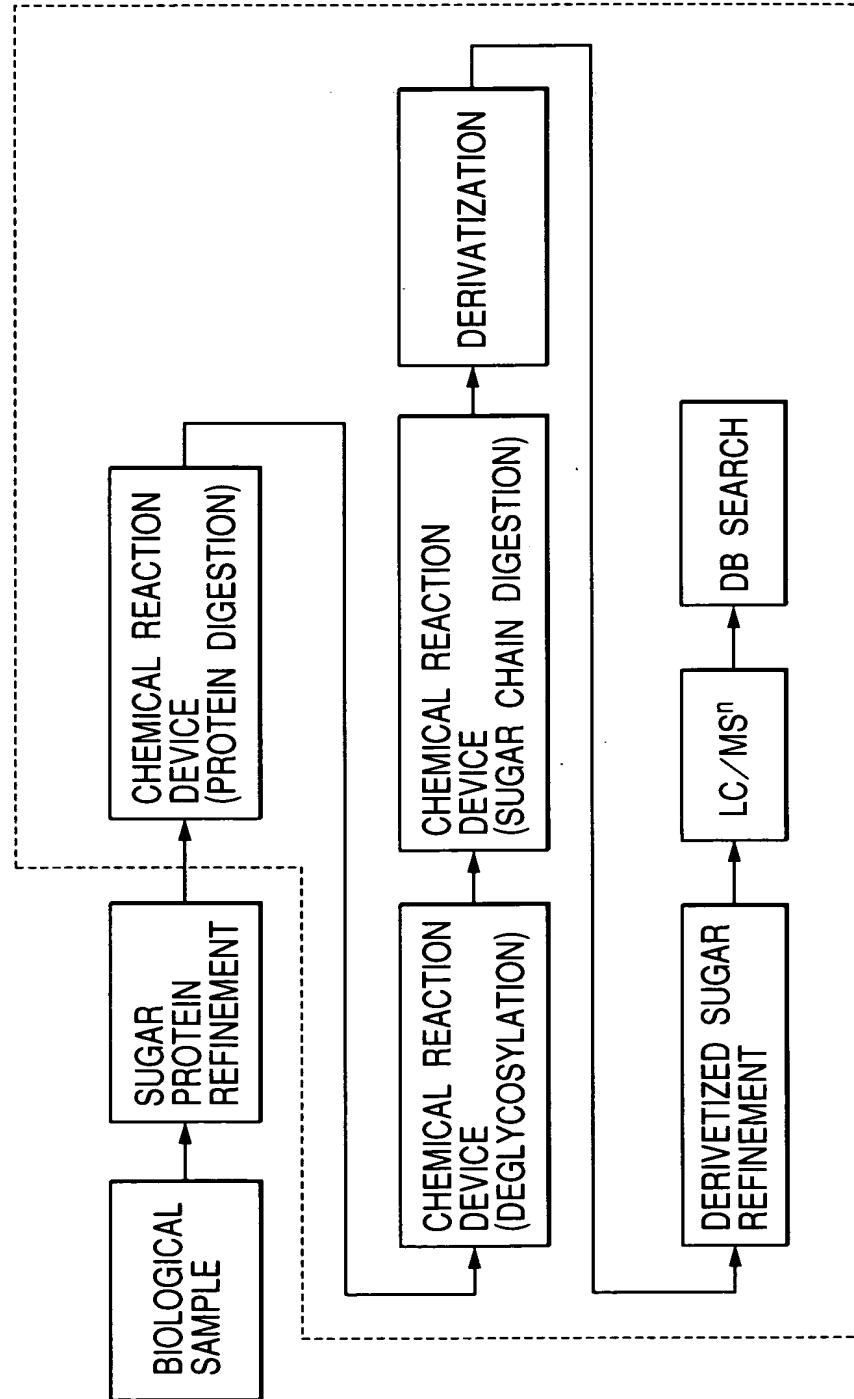 BIOLOGICAL
SAMPLE
SUGAR
PROTEIN
REFINEMENT
CHEMICAL REACTION
DEVICE
(PROTEIN DIGESTION)
CHEMICAL REACTION
DEVICE
(DEGLYCOSYLATION)
CHEMICAL REACTION
DEVICE
(SUGAR CHAIN DIGESTION)
DERIVATIZATION
DERIVETIZED SUGAR
REFINEMENT
LC/MSⁿ
DB SEARCH